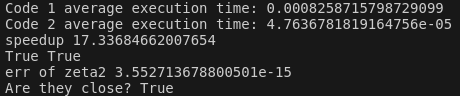 Code 1 average execution time: 0.0008258715798729099
Code 2 average execution time: 4.7636781819164756e-05
speedup 17.33684662007654
True True
err of zeta2 3.552713678800501e-15
Are they close? True